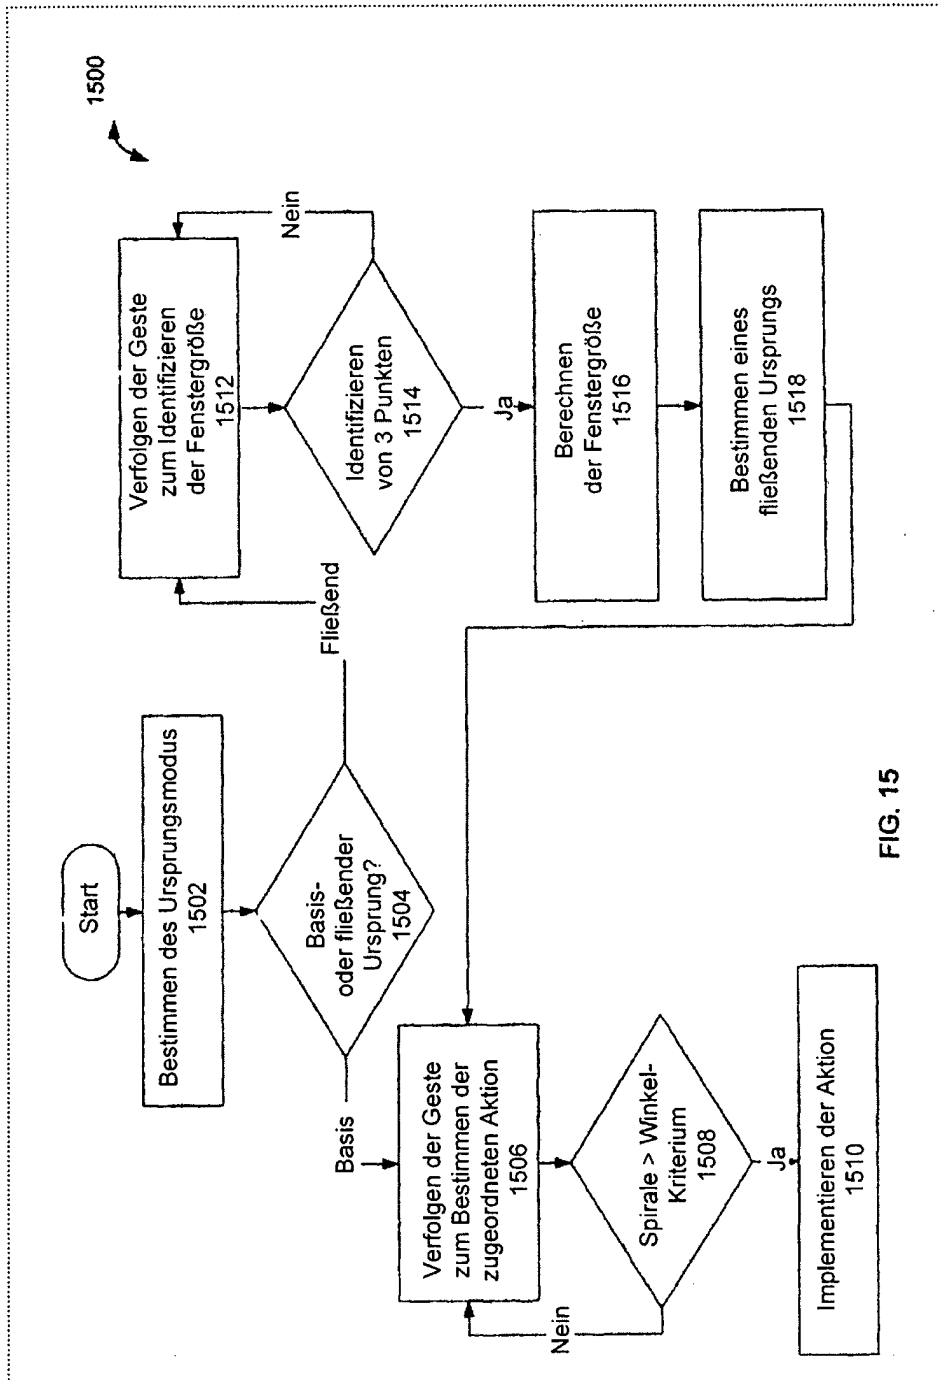 1500
Start
Bestimmen des Ursprungsmodus
1502
Basis-
oder fließender
Ursprung?
1504
Basis
Fließend
Verfolgen der Geste
zum Bestimmen der
zugeordneten Aktion
1506
Spirale > Winkel-
Kriterium
1508
Nein
Ja
Implementieren der Aktion
1510
Verfolgen der Geste
zum Identifizieren
der Fenstergröße
1512
Identifizieren
von 3 Punkten
1514
Nein
Ja
Berechnen
der Fenstergröße
1516
Bestimmen eines
fließenden Ursprungs
1518
FIG. 15